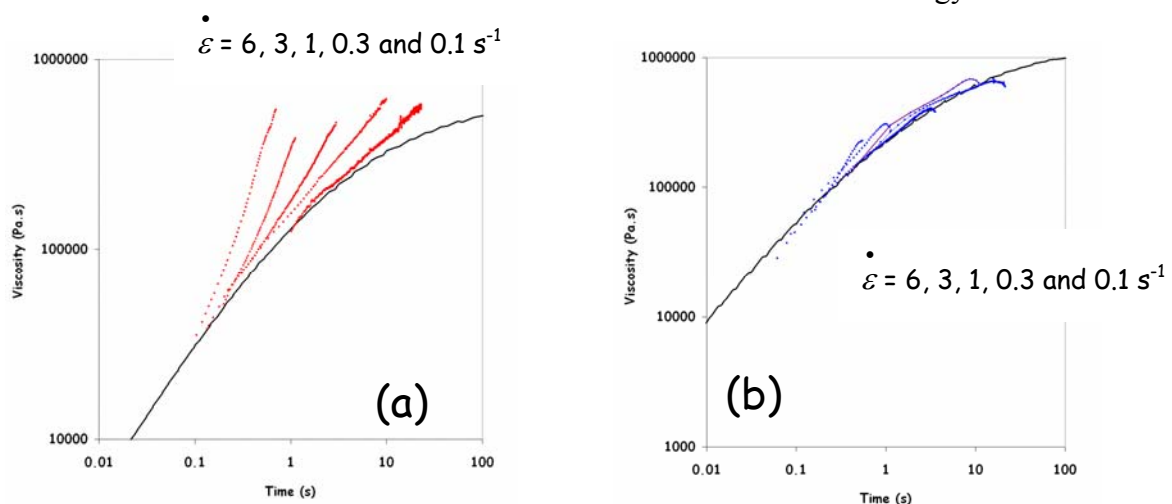 ε̇ = 6, 3, 1, 0.3 and 0.1 s⁻¹
1000000
100000
10000
Viscosity (Pa.s)
0.01 0.1 1 10 100
Time (s)
(a)
1000000
100000
10000
1000
Viscosity (Pa.s)
ε̇ = 6, 3, 1, 0.3 and 0.1 s⁻¹
0.01 0.1 1 10 100
Time (s)
(b)